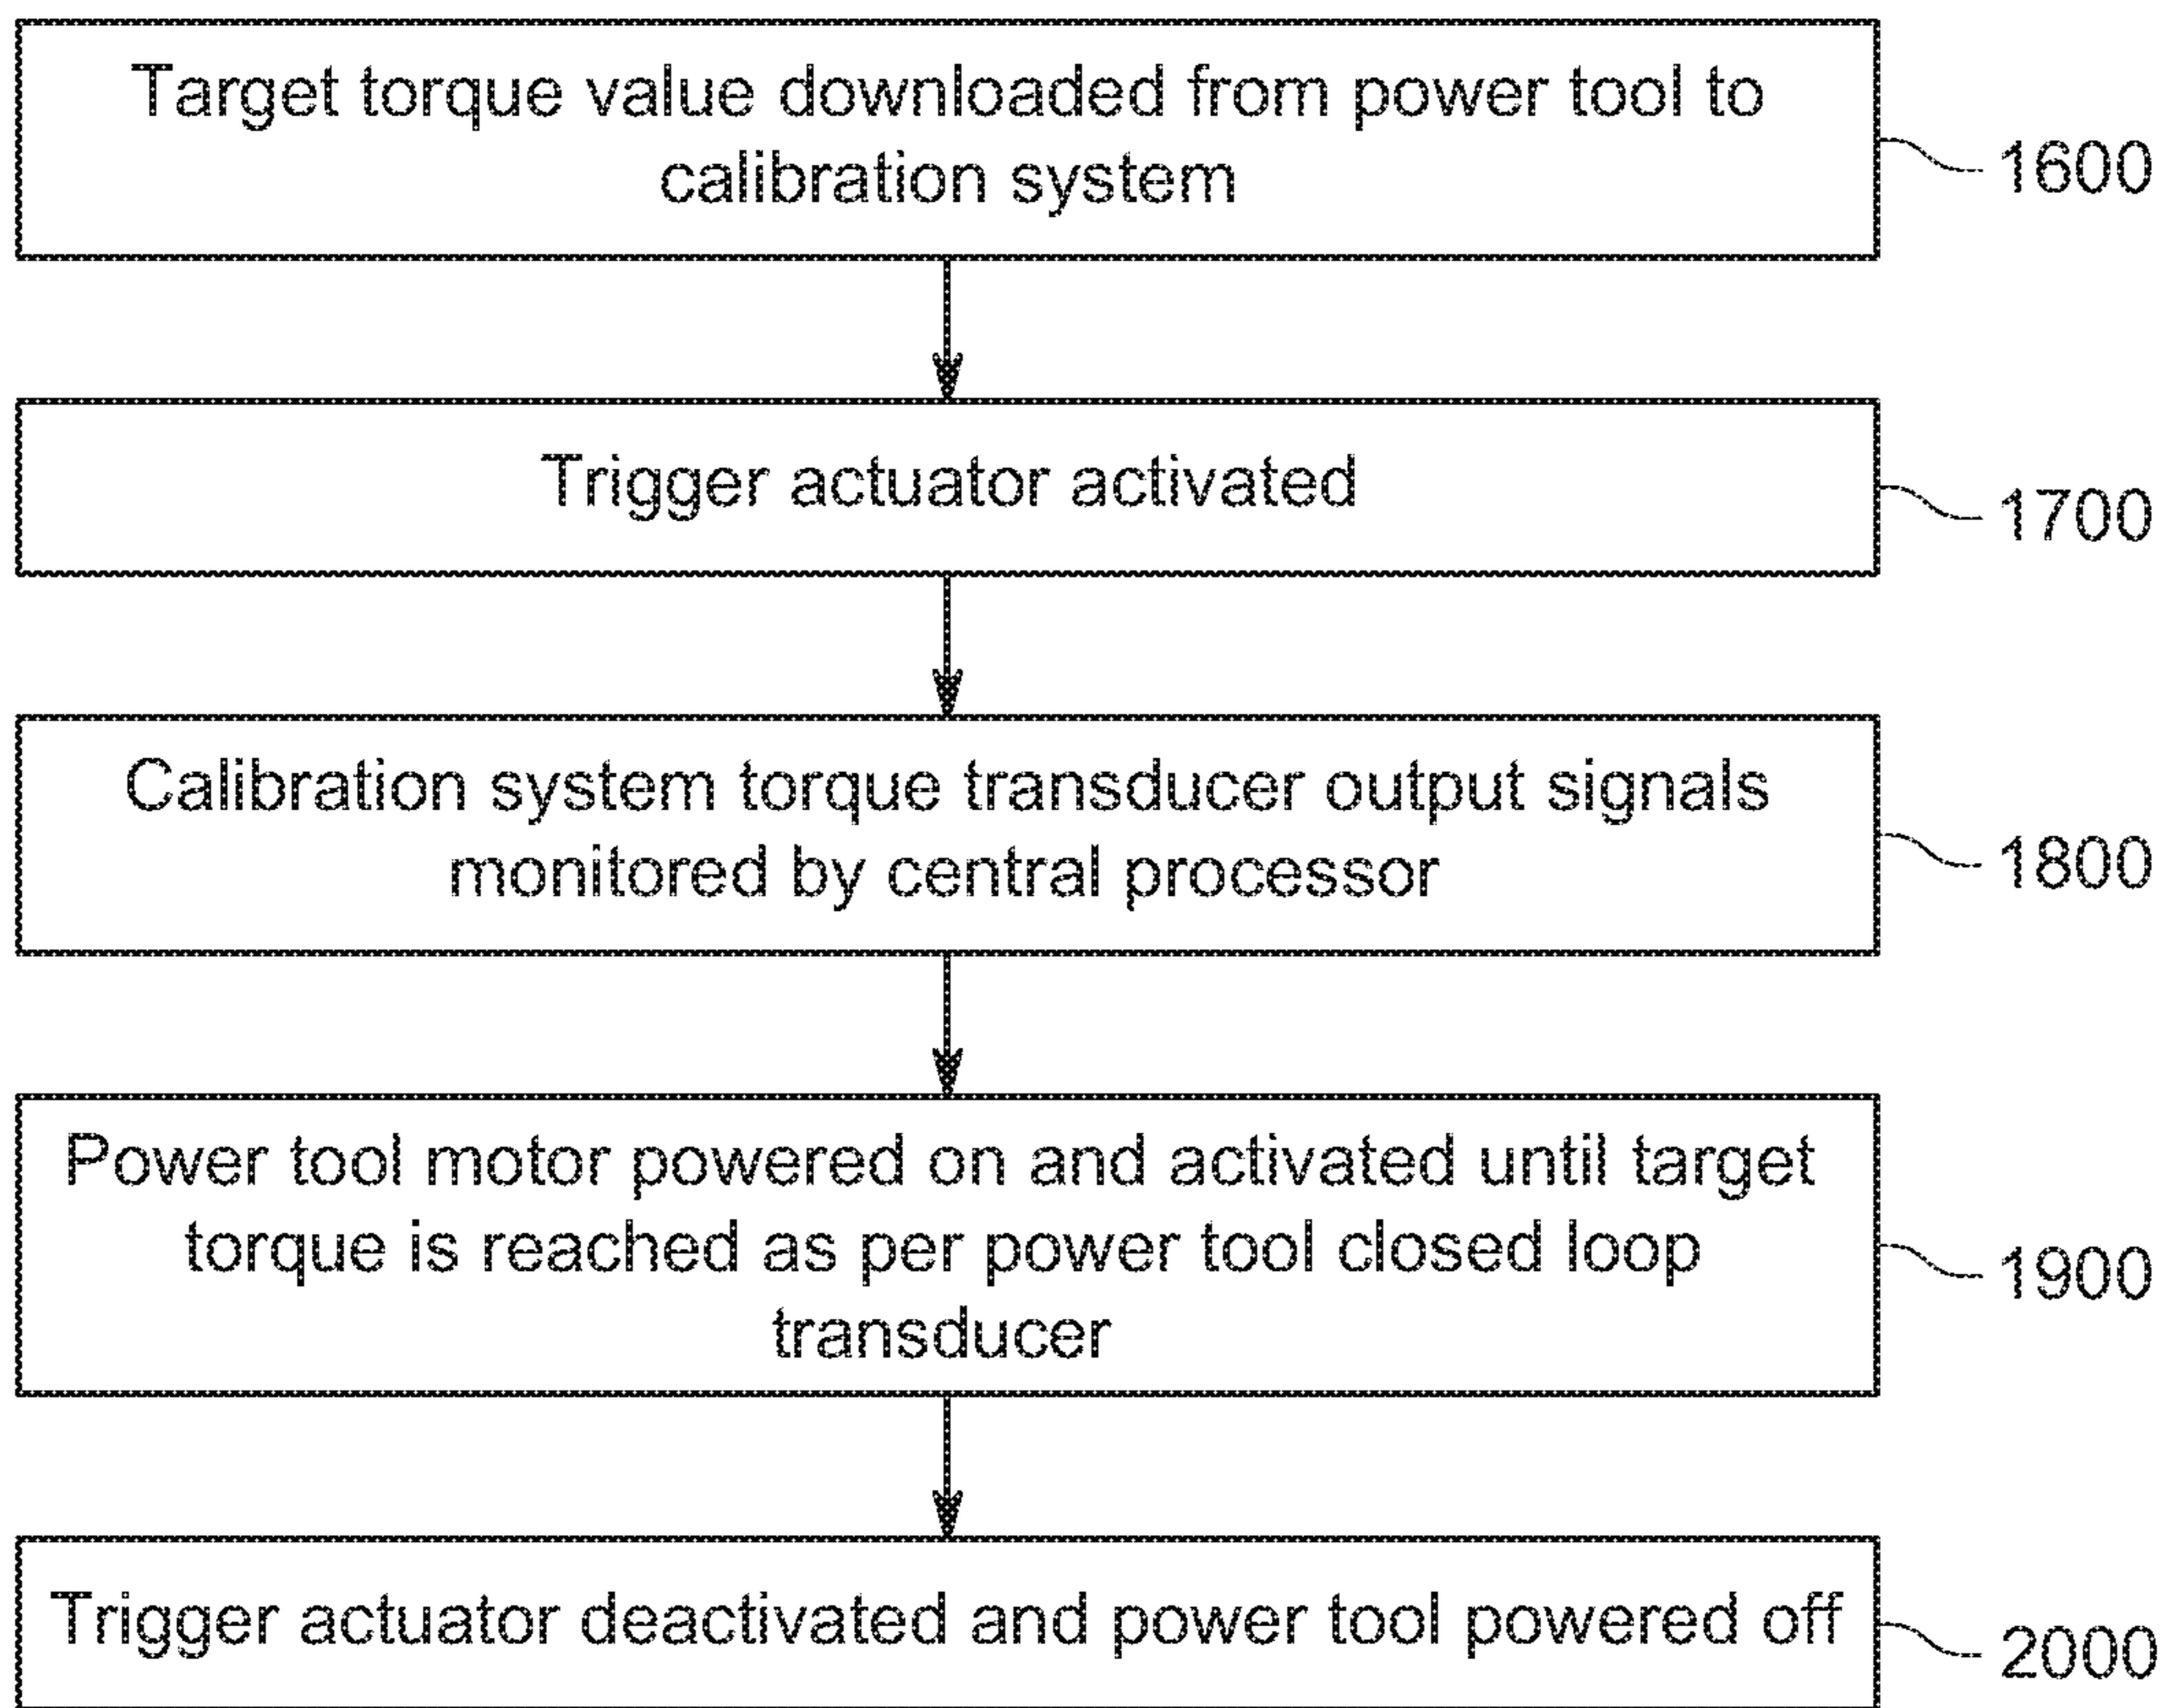 Target torque value downloaded from power tool to
calibration system
1600
Trigger actuator activated
1700
Calibration system torque transducer output signals
monitored by central processor
1800
Power tool motor powered on and activated until target
torque is reached as per power tool closed loop
transducer
1900
Trigger actuator deactivated and power tool powered off
2000